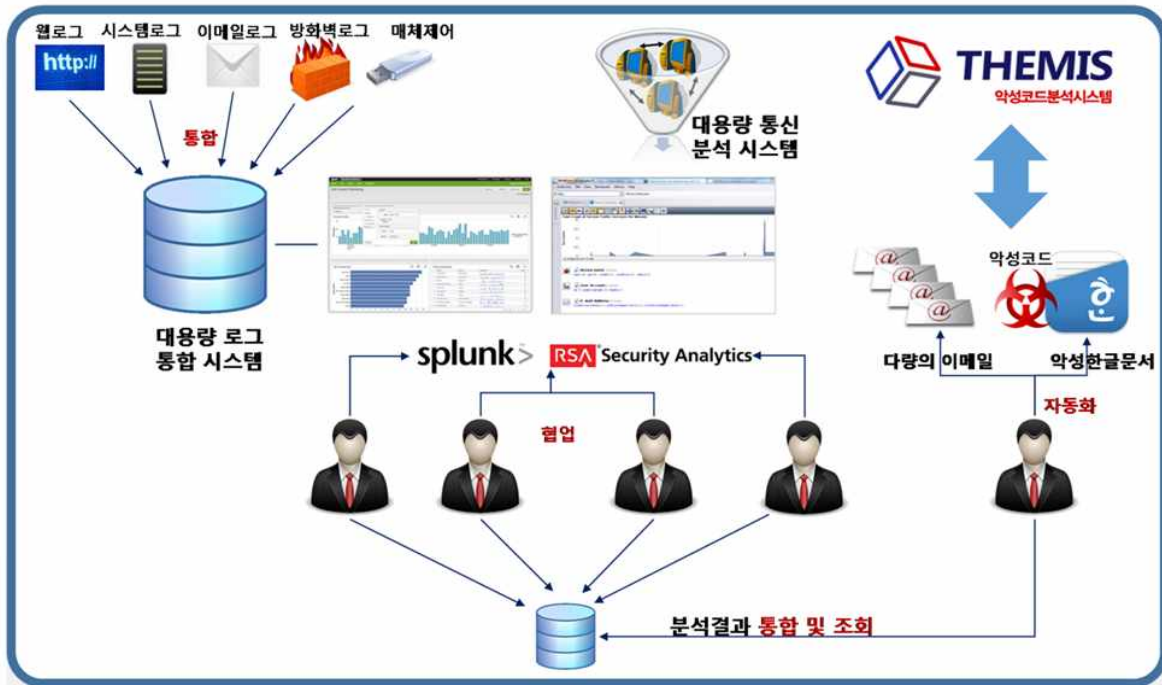 웹로그
시스템로그
이메일로그
방화벽로그
매체제어
http://
통합
대용량 로그
통합 시스템
대용량 통신
분석 시스템
THEMIS
악성코드분석시스템
악성코드
한
@
@
@
@
다량의 이메일
악성한글문서
splunk>
RSA Security Analytics
협업
자동화
분석결과 통합 및 조회